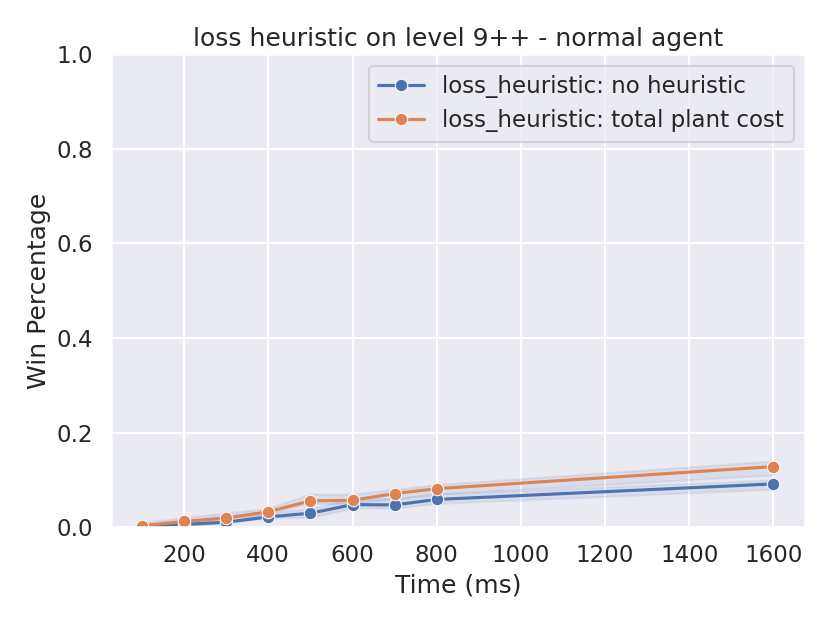 loss heuristic on level 9++ - normal agent
loss_heuristic: no heuristic
loss_heuristic: total plant cost
Win Percentage
1.0
0.8
0.6
0.4
0.2
0.0
200 400 600 800 1000 1200 1400 1600
Time (ms)